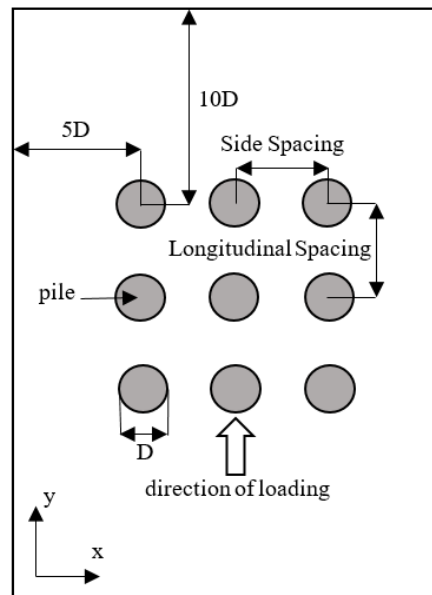 10D
5D
Side Spacing
Longitudinal Spacing
pile
D
direction of loading
y
x